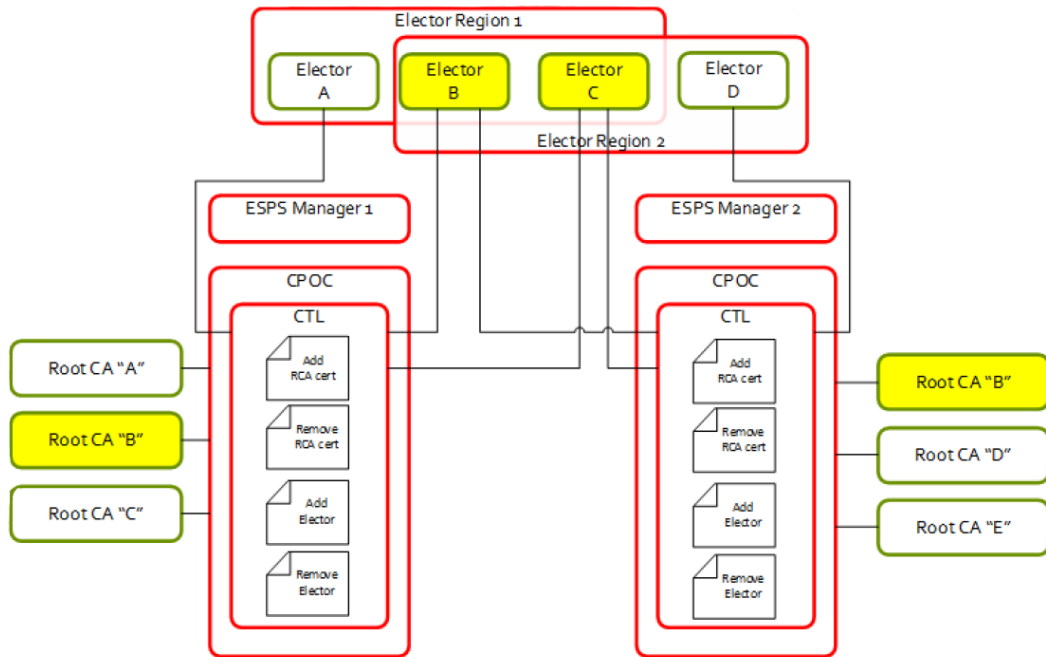 Elector Region 1
Elector
A
Elector
B
Elector
C
Elector
D
Elector Region 2
ESPS Manager 1
ESPS Manager 2
CPOC
CTL
Add
RCA cert
Remove
RCA cert
Add
Elector
Remove
Elector
Root CA “A”
Root CA “B”
Root CA “C”
CPOC
CTL
Add
RCA cert
Remove
RCA cert
Add
Elector
Remove
Elector
Root CA “B”
Root CA “D”
Root CA “E”